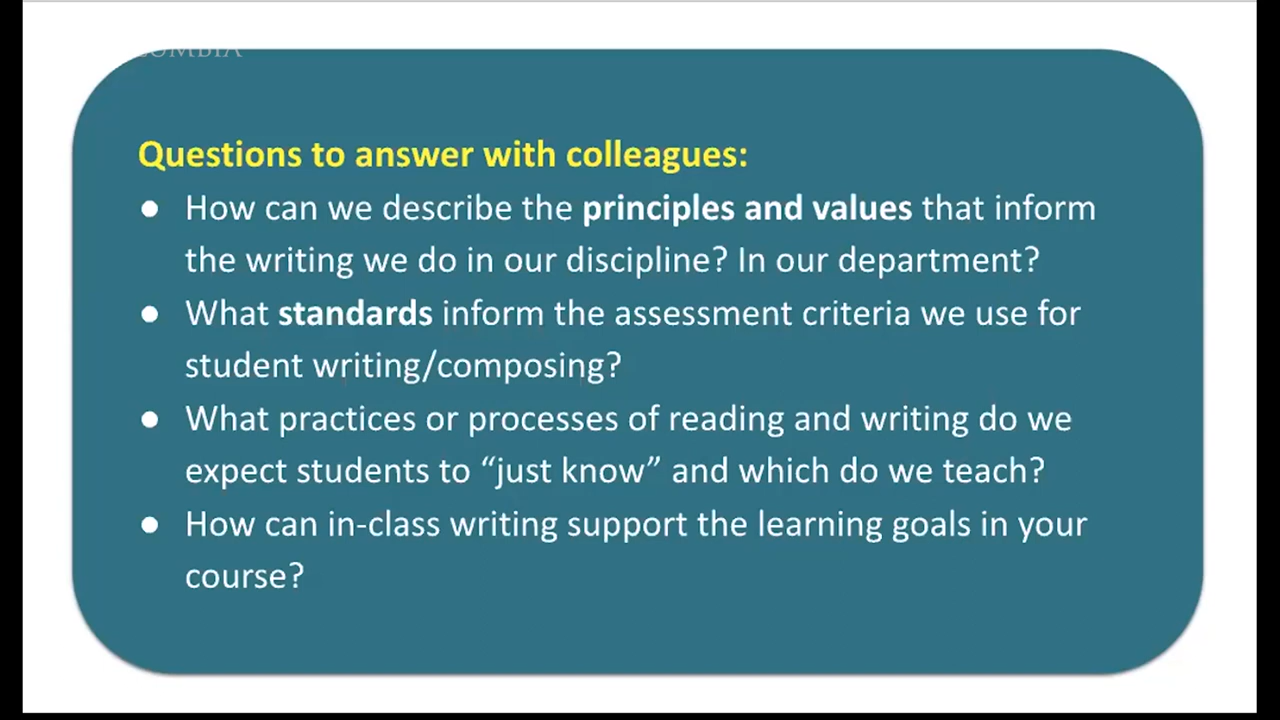 Questions to answer with colleagues:
● How can we describe the principles and values that inform
the writing we do in our discipline? In our department?
● What standards inform the assessment criteria we use for
student writing/composing?
● What practices or processes of reading and writing do we
expect students to “just know” and which do we teach?
● How can in-class writing support the learning goals in your
course?